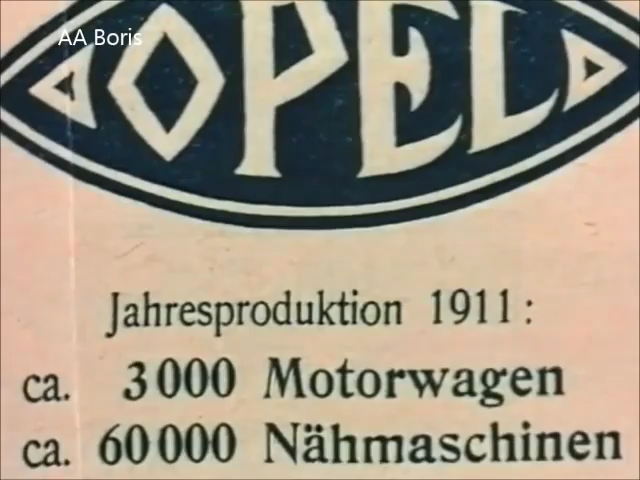 AA Boris
OPEL
Jahresproduktion 1911:
ca. 3000 Motorwagen
ca. 60000 Nähmaschinen